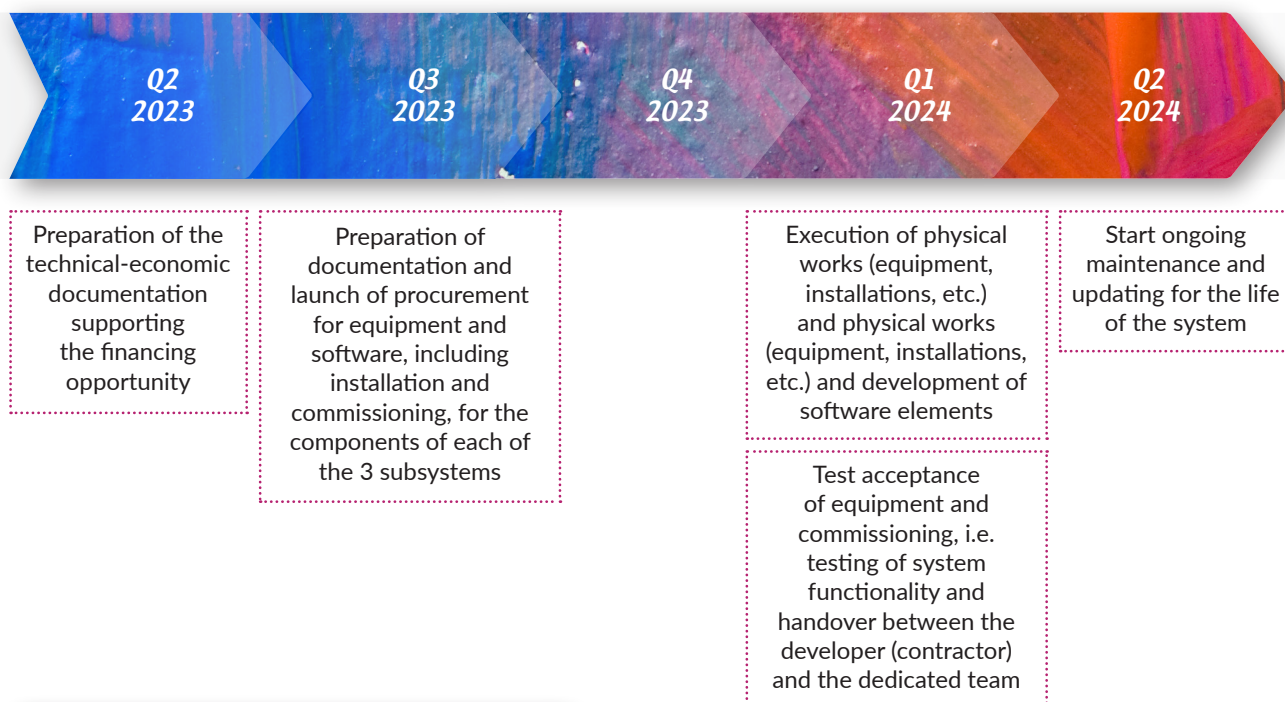 Q2
2023
Q3
2023
Q4
2023
Q1
2024
Q2
2024
Preparation of the
technical-economic
documentation
supporting
the financing
opportunity
Preparation of
documentation and
launch of procurement
for equipment and
software, including
installation and
commissioning, for the
components of each of
the 3 subsystems
Execution of physical
works (equipment,
installations, etc.)
and physical works
(equipment, installations,
etc.) and development of
software elements
Test acceptance
of equipment and
commissioning, i.e.
testing of system
functionality and
handover between the
developer (contractor)
and the dedicated team
Start ongoing
maintenance and
updating for the life
of the system